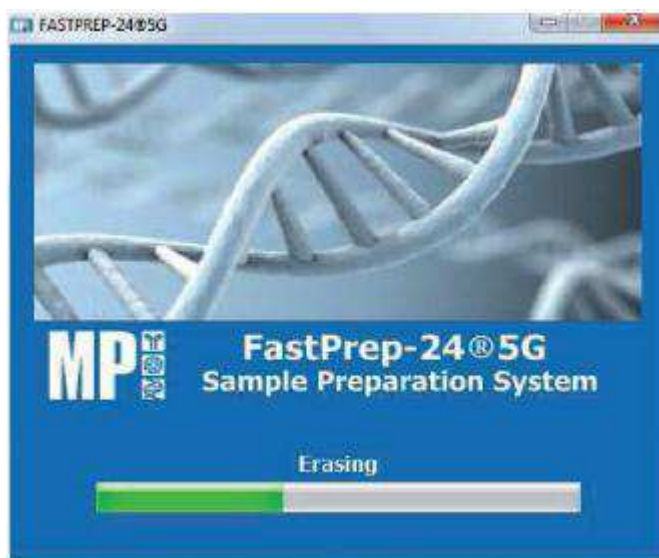 FASTPREP-24®5G
MP
FastPrep-24®5G
Sample Preparation System
Erasing